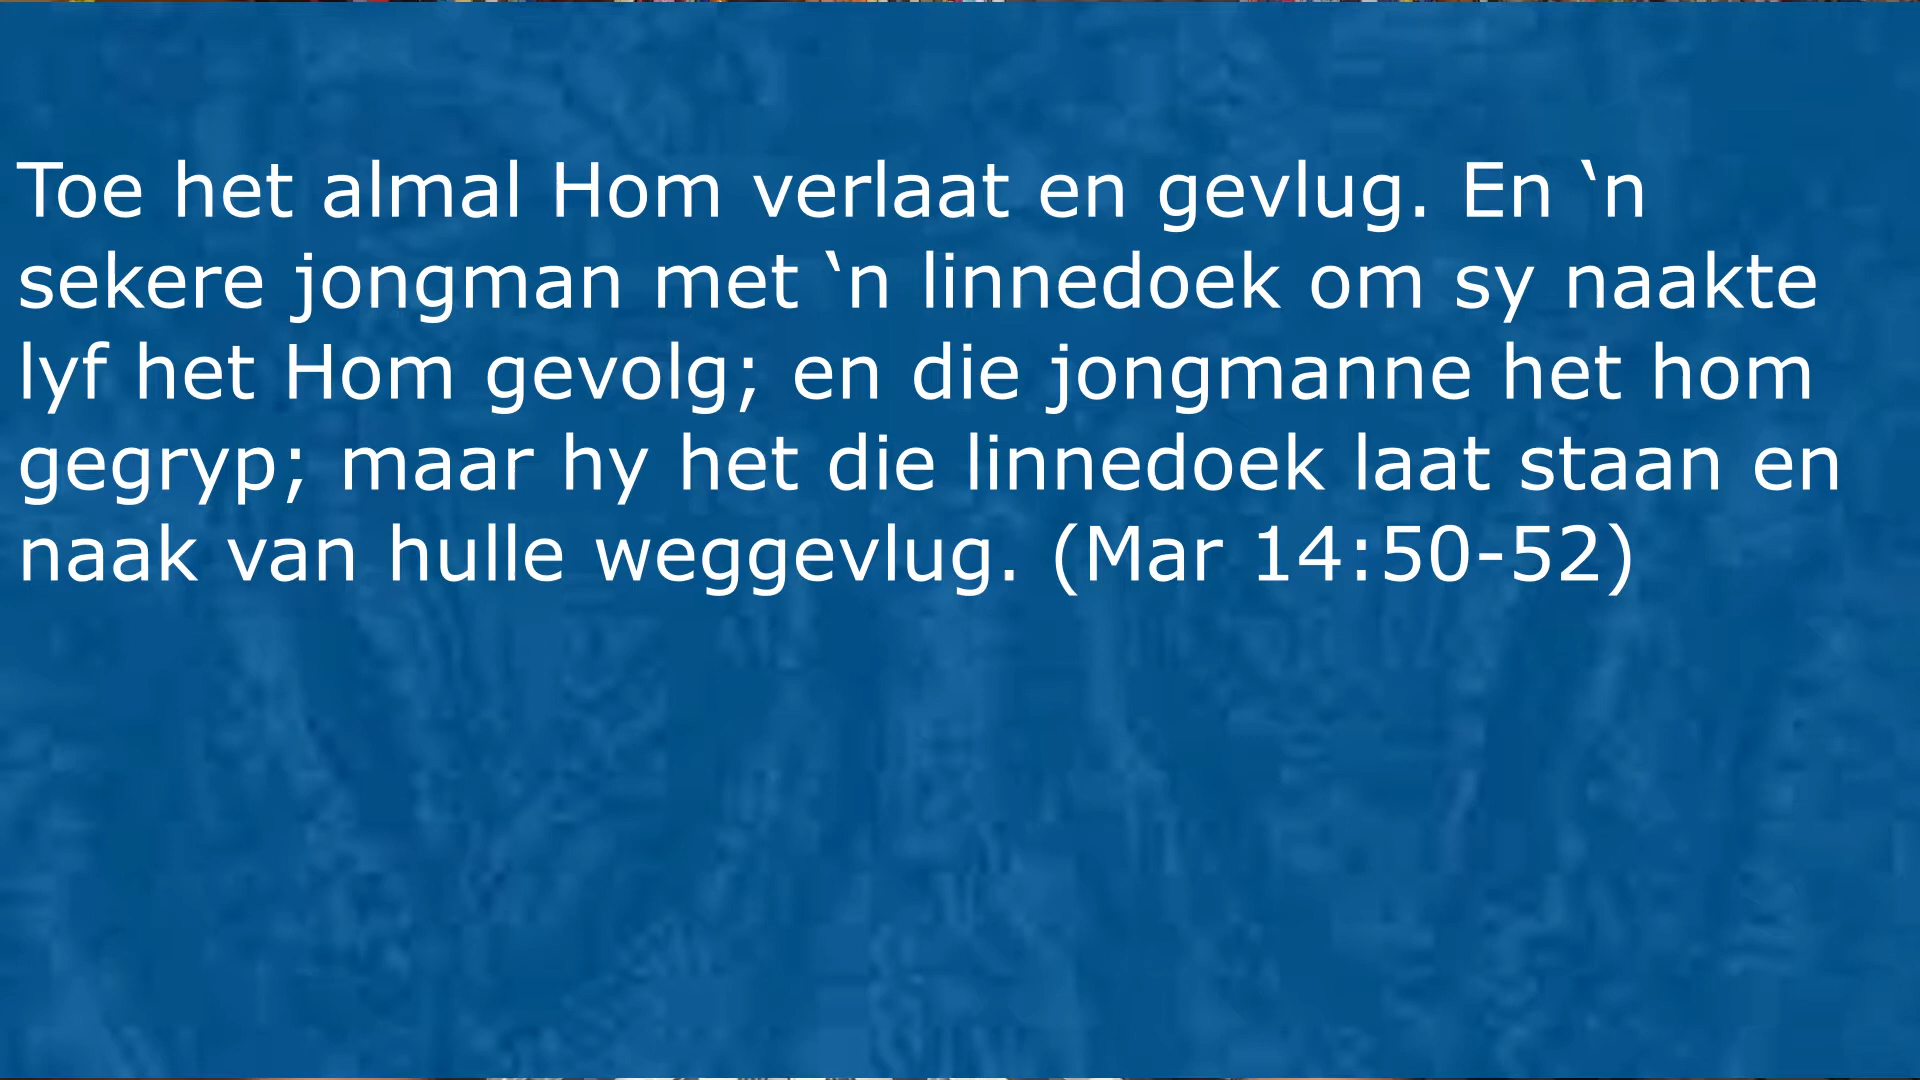 Toe het almal Hom verlaat en gevlug. En ‛n
sekere jongman met ‛n linnedoek om sy naakte
lyf het Hom gevolg; en die jongmanne het hom
gegryp; maar hy het die linnedoek laat staan en
naak van hulle weggevlug. (Mar 14:50-52)